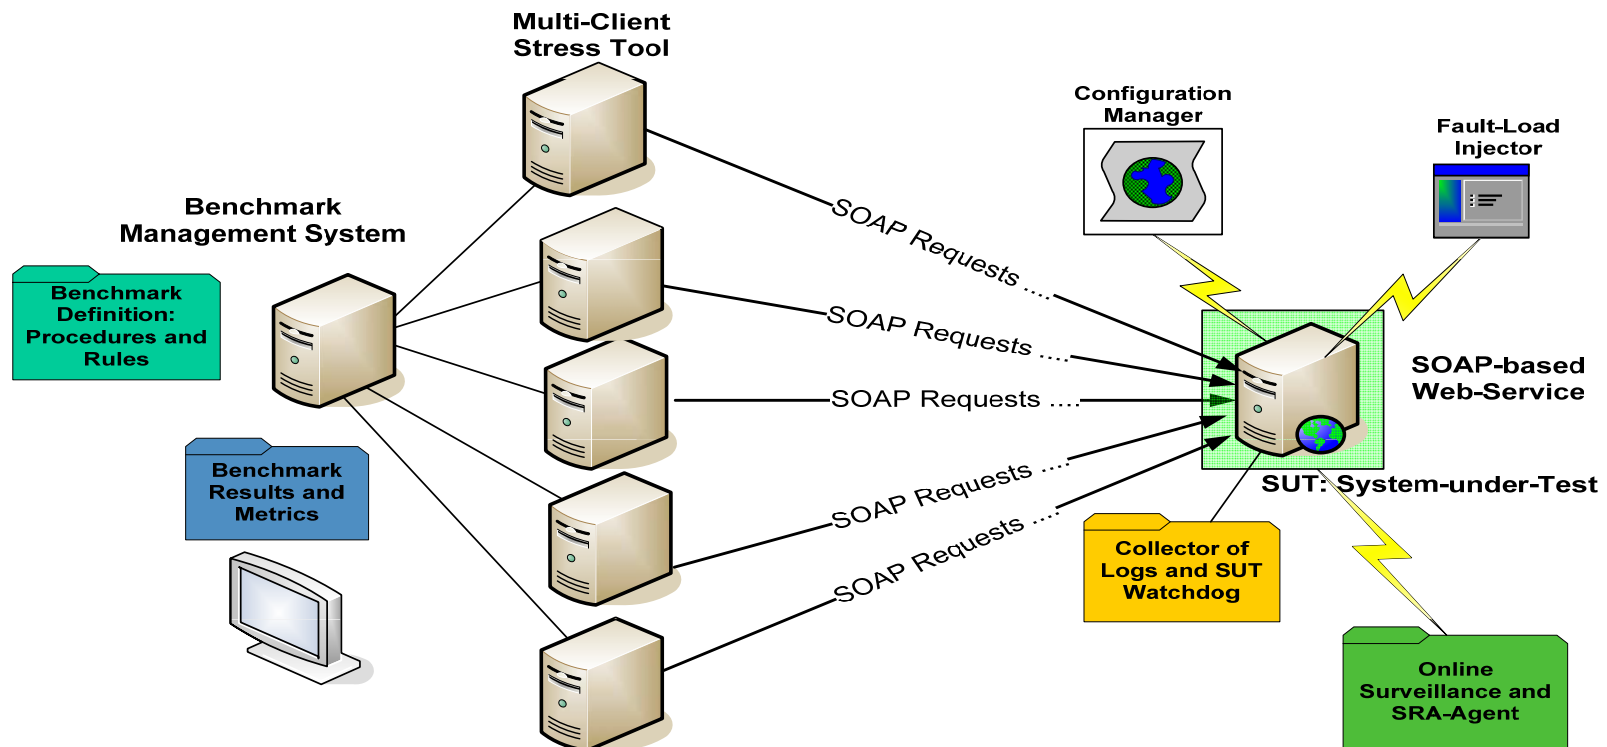 Multi-Client
Stress Tool
Configuration
Manager
Fault-Load
Injector
Benchmark
Management System
SOAP Requests ....
SOAP Requests ....
SOAP Requests ....
SOAP Requests ....
SOAP Requests ....
Benchmark
Definition:
Procedures and
Rules
SOAP-based
Web-Service
Benchmark
Results and
Metrics
SUT: System-under-Test
Collector of
Logs and SUT
Watchdog
Online
Surveillance and
SRA-Agent